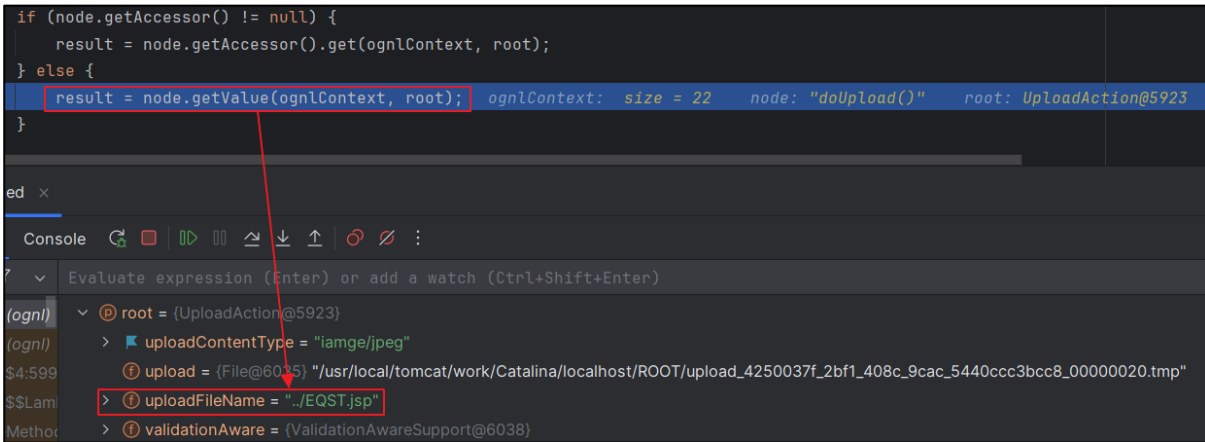 if (node.getAccessor() != null) {
result = node.getAccessor().get(ognlContext, root);
} else {
result = node.getValue(ognlContext, root); ognlContext: size = 22 node: "doUpload()" root: UploadAction@5923
}
ed ×
Console
Evaluate expression (Enter) or add a watch (Ctrl+Shift+Enter)
(ognl) root = {UploadAction@5923}
(ognl) uploadContentType = "iamge/jpeg"
$4:599 upload = {File@6035} "/usr/local/tomcat/work/Catalina/localhost/ROOT/upload_4250037f_2bf1_408c_9cac_5440ccc3bcc8_00000020.tmp"
$$Lam uploadFileName = "../EQST.jsp"
Method validationAware = {ValidationAwareSupport@6038}